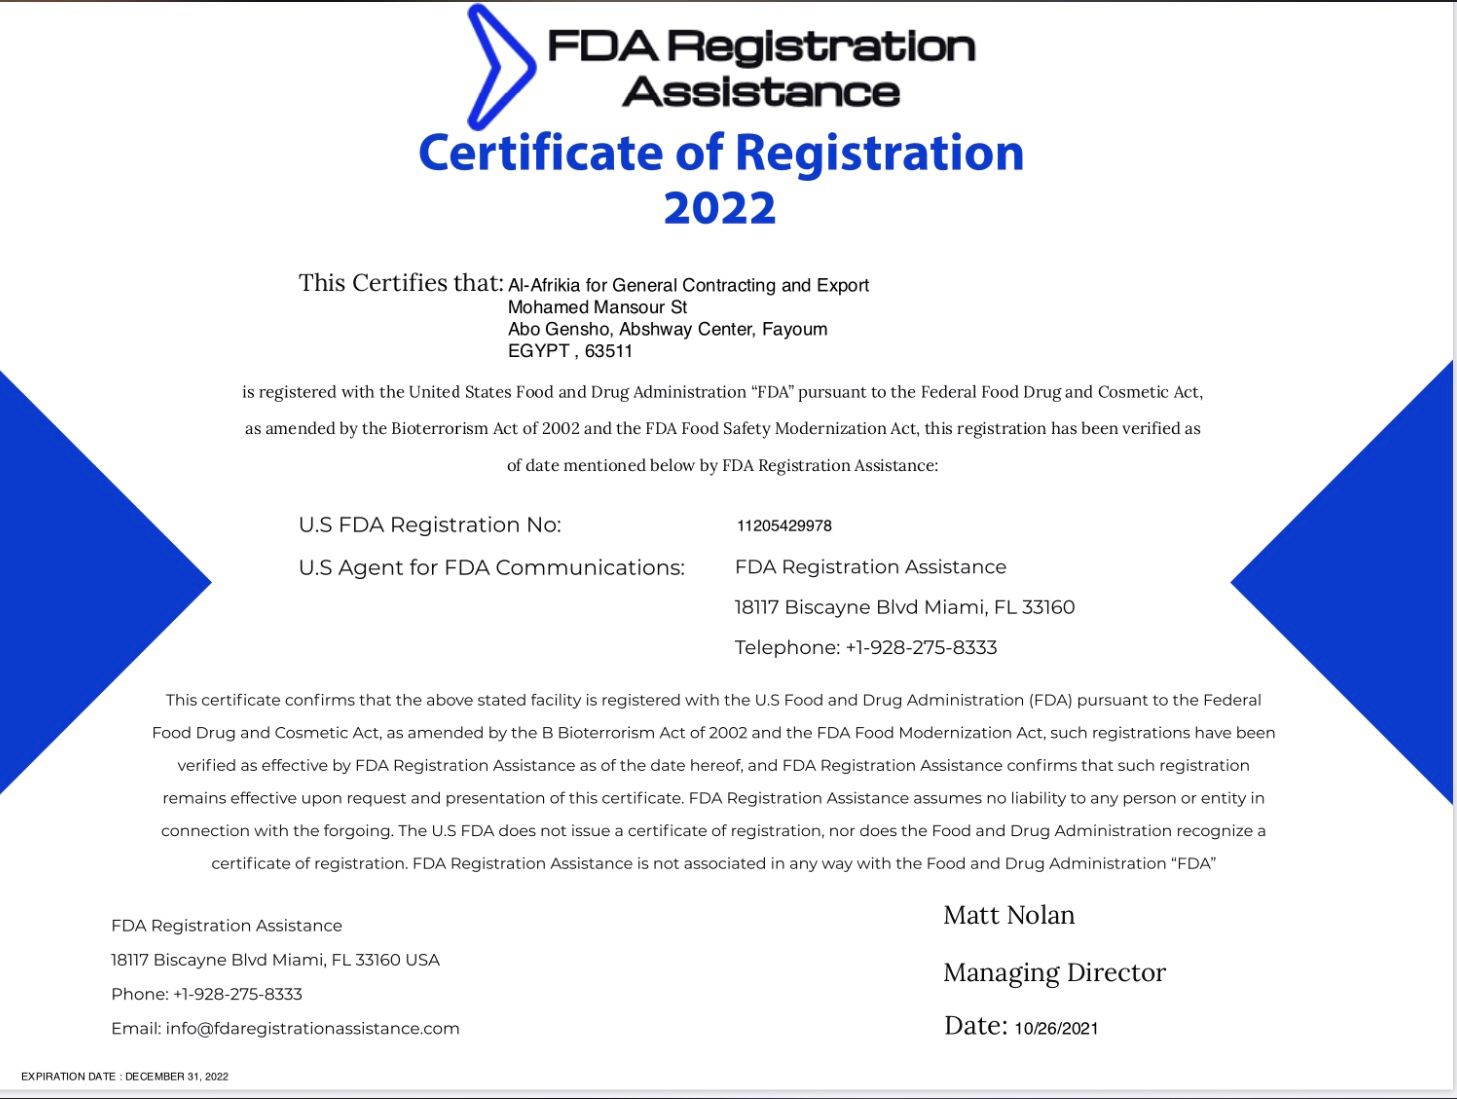 FDA Registration
Assistance
Certificate of Registration
2022
This Certifies that: Al-Afrikia for General Contracting and Export
Mohamed Mansour St
Abo Gensho, Abshway Center, Fayoum
EGYPT , 63511
is registered with the United States Food and Drug Administration “FDA” pursuant to the Federal Food Drug and Cosmetic Act,
as amended by the Bioterrorism Act of 2002 and the FDA Food Safety Modernization Act, this registration has been verified as
of date mentioned below by FDA Registration Assistance:
U.S FDA Registration No: 11205429978
U.S Agent for FDA Communications: FDA Registration Assistance
18117 Biscayne Blvd Miami, FL 33160
Telephone: +1-928-275-8333
This certificate confirms that the above stated facility is registered with the U.S Food and Drug Administration (FDA) pursuant to the Federal
Food Drug and Cosmetic Act, as amended by the B Bioterrorism Act of 2002 and the FDA Food Modernization Act, such registrations have been
verified as effective by FDA Registration Assistance as of the date hereof, and FDA Registration Assistance confirms that such registration
remains effective upon request and presentation of this certificate. FDA Registration Assistance assumes no liability to any person or entity in
connection with the forgoing. The U.S FDA does not issue a certificate of registration, nor does the Food and Drug Administration recognize a
certificate of registration. FDA Registration Assistance is not associated in any way with the Food and Drug Administration “FDA”
FDA Registration Assistance
18117 Biscayne Blvd Miami, FL 33160 USA
Phone: +1-928-275-8333
Email: info@fdaregistrationassistance.com
Matt Nolan
Managing Director
Date: 10/26/2021
EXPIRATION DATE : DECEMBER 31, 2022